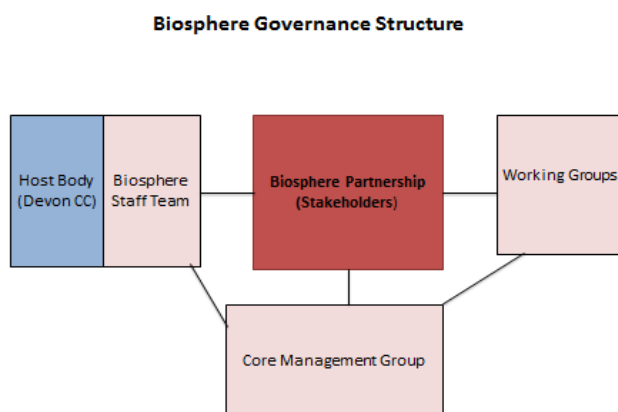 Biosphere Governance Structure
Host Body
(Devon CC)
Biosphere
Staff Team
Biosphere Partnership
(Stakeholders)
Working Groups
Core Management Group